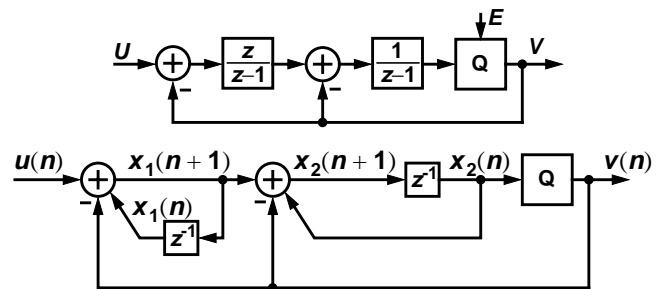 E
U
z
z–1
1
z–1
Q
V
u(n)
x1(n + 1)
x2(n + 1)
z-1
x2(n)
Q
v(n)
x1(n)
z-1